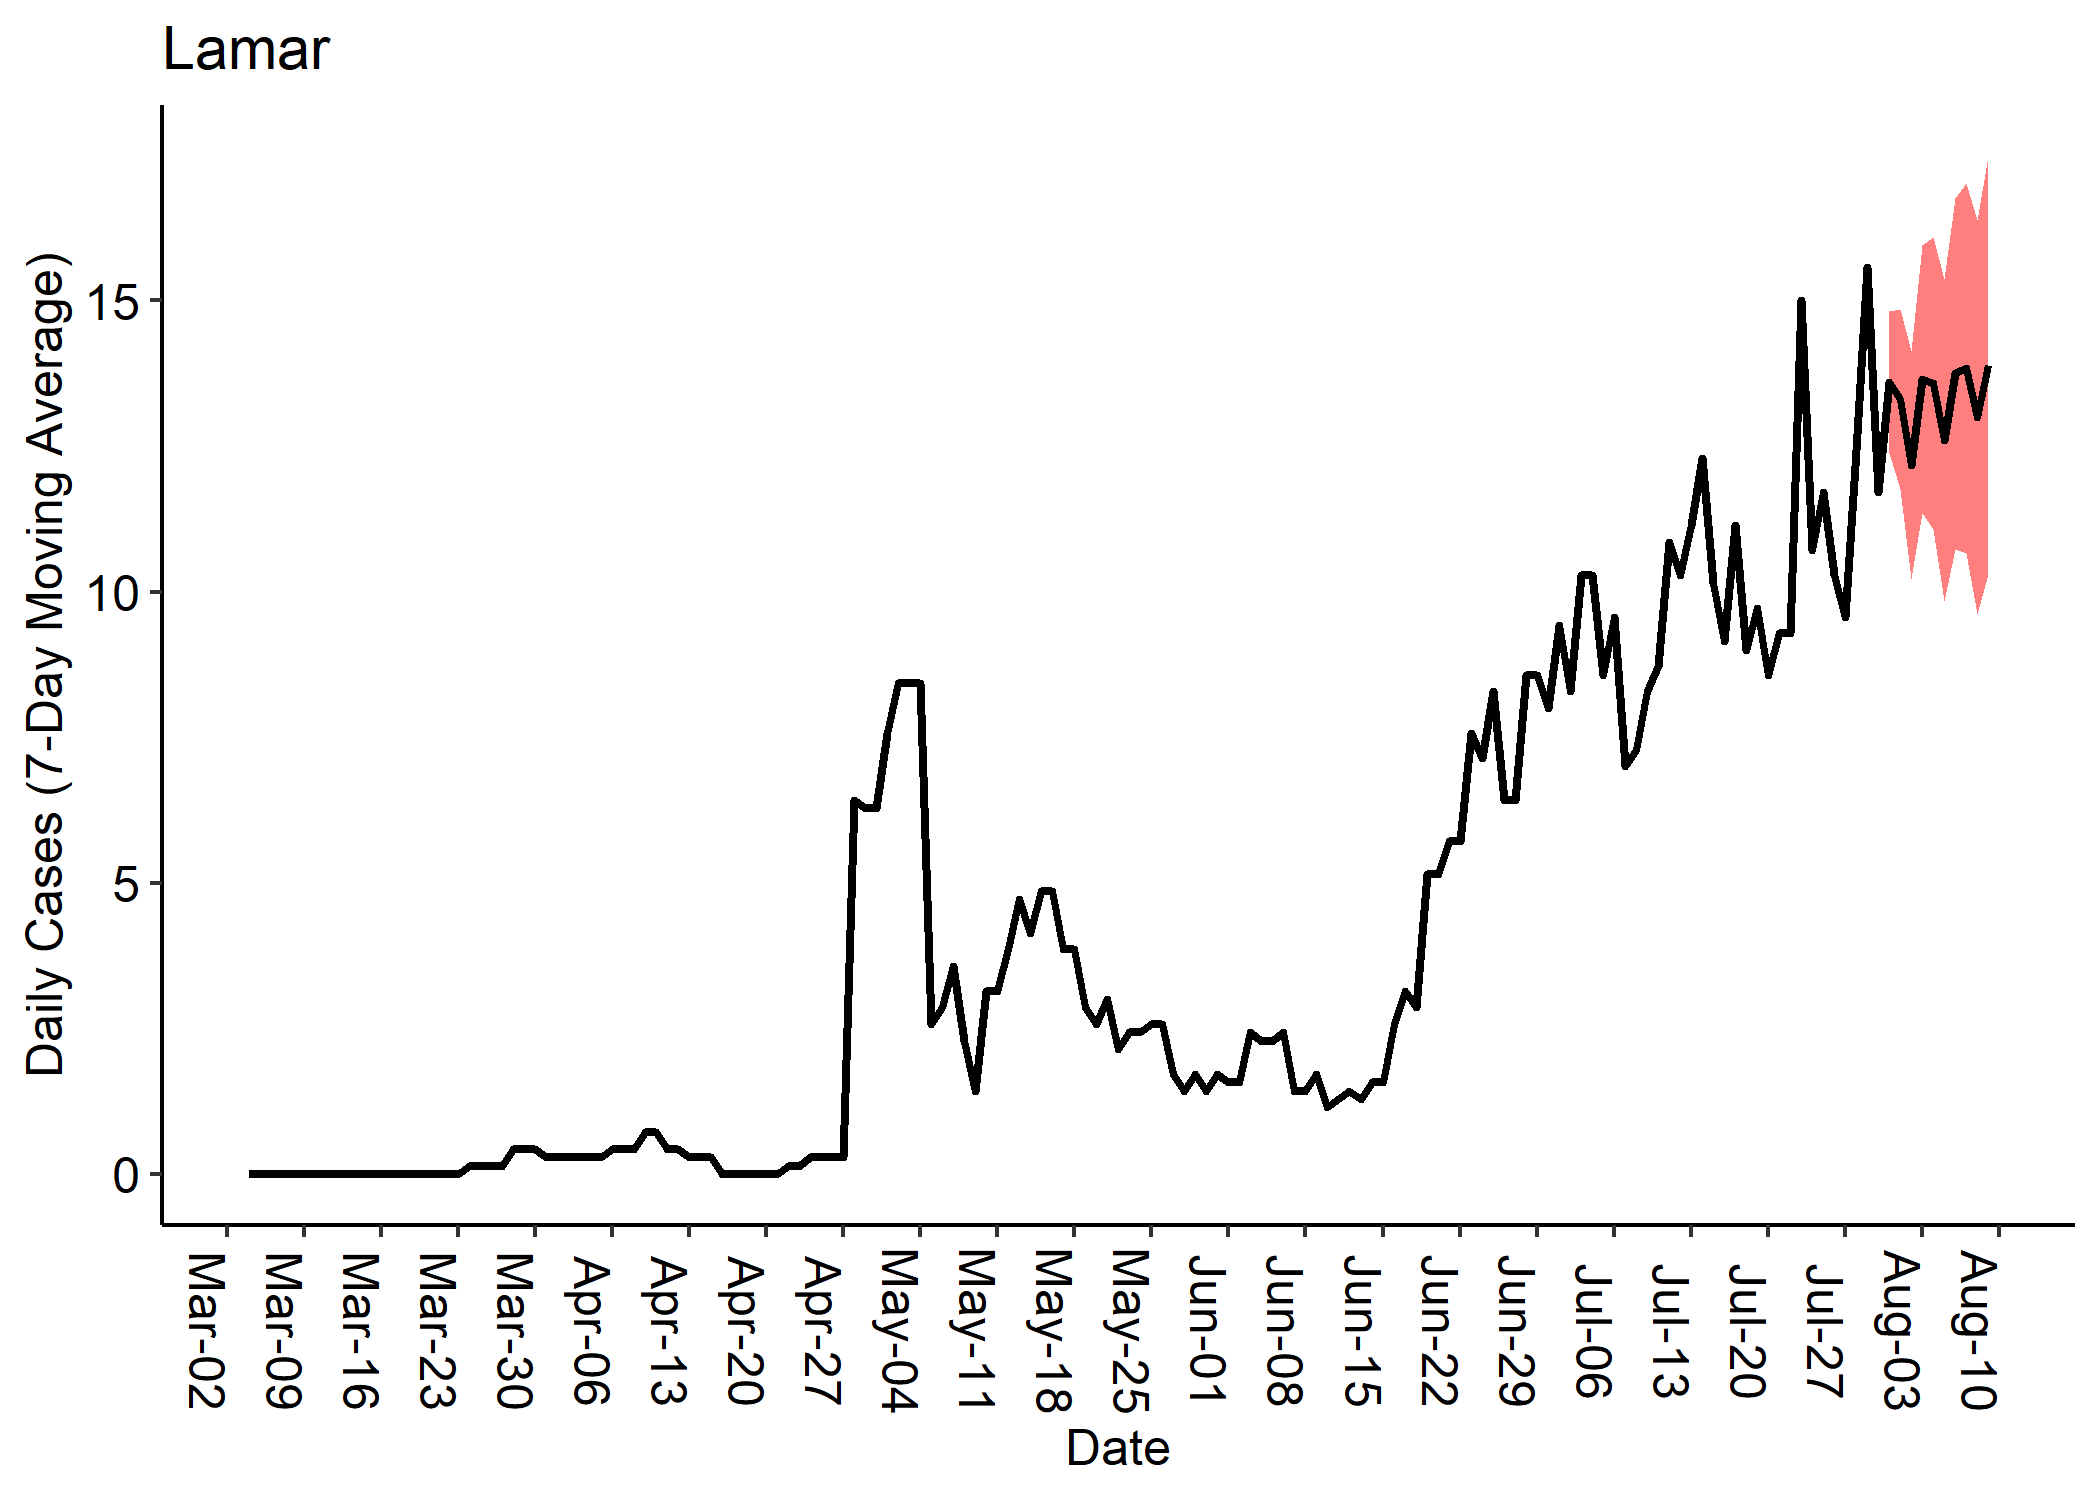 Lamar
Daily Cases (7-Day Moving Average)
15
10
5
0
Mar-02
Mar-09
Mar-16
Mar-23
Mar-30
Apr-06
Apr-13
Apr-20
Apr-27
May-04
May-11
May-18
May-25
Jun-01
Jun-08
Jun-15
Jun-22
Jun-29
Jul-06
Jul-13
Jul-20
Jul-27
Aug-03
Aug-10
Date